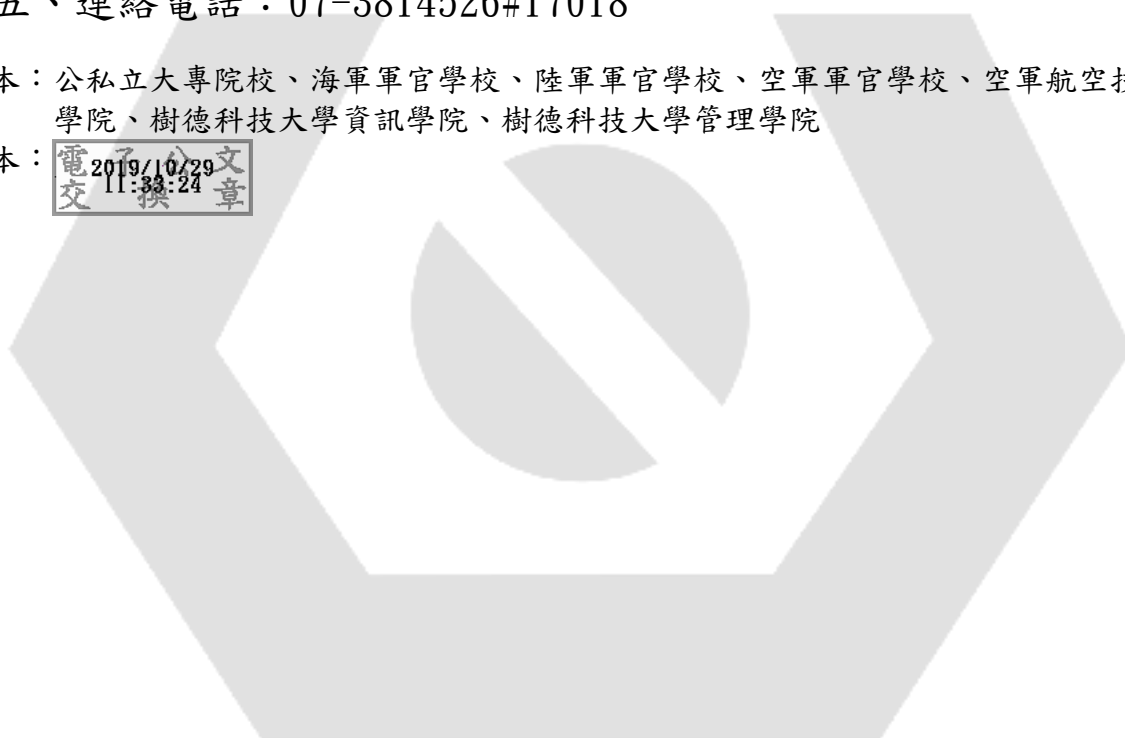 五、連絡電話：07-3814526#17018
本：公私立大專院校、海軍軍官學校、陸軍軍官學校、空軍軍官學校、空軍航空技
學院、樹德科技大學資訊學院、樹德科技大學管理學院
本：
電子公文
交換章
2019/10/29
11:33:24